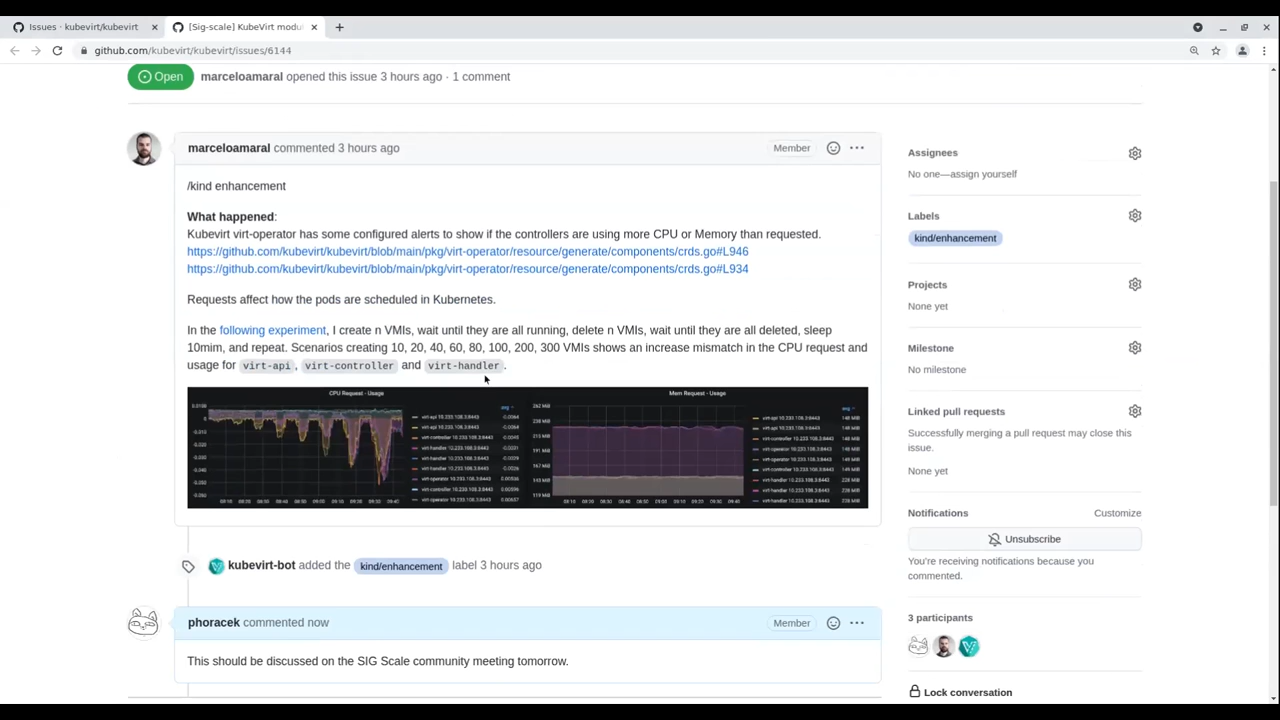 Issues · kubevirt/kubevirt
[Sig-scale] KubeVirt modu
github.com/kubevirt/kubevirt/issues/6144
Open
marceloamaral opened this issue 3 hours ago · 1 comment
marceloamaral commented 3 hours ago
Member
/kind enhancement
What happened:
Kubevirt virt-operator has some configured alerts to show if the controllers are using more CPU or Memory than requested.
https://github.com/kubevirt/kubevirt/blob/main/pkg/virt-operator/resource/generate/components/crds.go#L946
https://github.com/kubevirt/kubevirt/blob/main/pkg/virt-operator/resource/generate/components/crds.go#L934
Requests affect how the pods are scheduled in Kubernetes.
In the following experiment, I create n VMIs, wait until they are all running, delete n VMIs, wait until they are all deleted, sleep
10mim, and repeat. Scenarios creating 10, 20, 40, 60, 80, 100, 200, 300 VMIs shows an increase mismatch in the CPU request and
usage for virt-api, virt-controller and virt-handler.
CPU Request - Usage
Mem Request - Usage
kubevirt-bot added the kind/enhancement label 3 hours ago
phoracek commented now
Member
This should be discussed on the SIG Scale community meeting tomorrow.
Assignees
No one—assign yourself
Labels
kind/enhancement
Projects
None yet
Milestone
No milestone
Linked pull requests
Successfully merging a pull request may close this
issue.
None yet
Notifications
Customize
Unsubscribe
You're receiving notifications because you
commented.
3 participants
Lock conversation